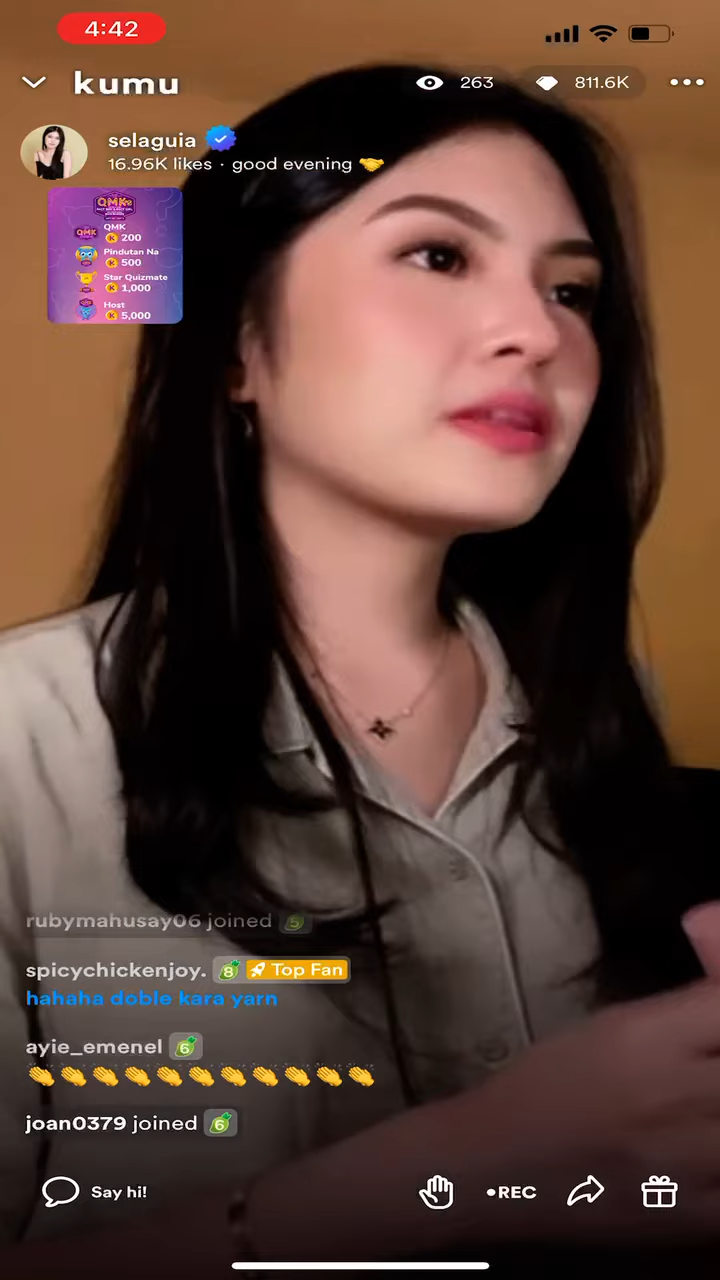 4:42
kumu
263
811.6K
selaguia
16.96K likes · good evening 🤝
QMK
QMK
QMK
200
Pindutan Na
500
Star Quizmate
1,000
Host
5,000
rubymahusay06 joined 5
spicychickenjoy. 8 Top Fan
hahaha doble kara yarn
ayie_emenel 6
👏👏👏👏👏👏👏👏👏👏👏
joan0379 joined 6
Say hi!
•REC